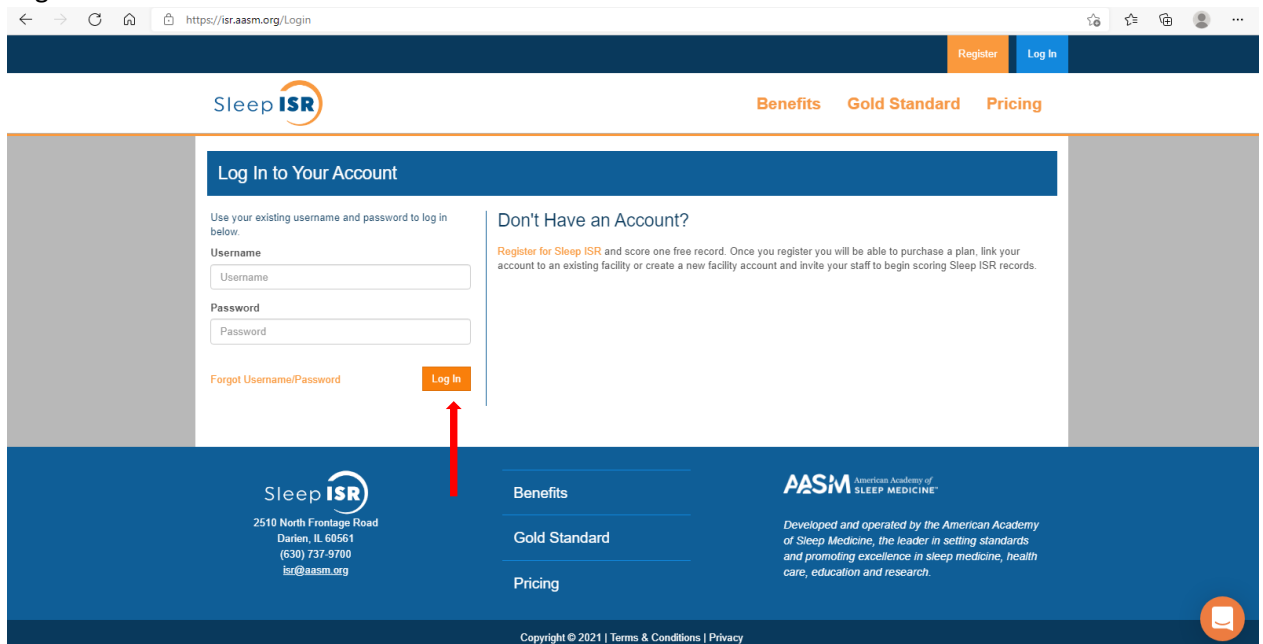 https://isr.aasm.org/Login
Register
Log In
Sleep ISR
Benefits
Gold Standard
Pricing
Log In to Your Account
Use your existing username and password to log in
below.
Username
Username
Password
Password
Forgot Username/Password
Log In
Don't Have an Account?
Register for Sleep ISR and score one free record. Once you register you will be able to purchase a plan, link your
account to an existing facility or create a new facility account and invite your staff to begin scoring Sleep ISR records.
Sleep ISR
2510 North Frontage Road
Darien, IL 60561
(630) 737-9700
isr@aasm.org
Benefits
Gold Standard
Pricing
AASM American Academy of
SLEEP MEDICINE™
Developed and operated by the American Academy
of Sleep Medicine, the leader in setting standards
and promoting excellence in sleep medicine, health
care, education and research.
Copyright © 2021 | Terms & Conditions | Privacy